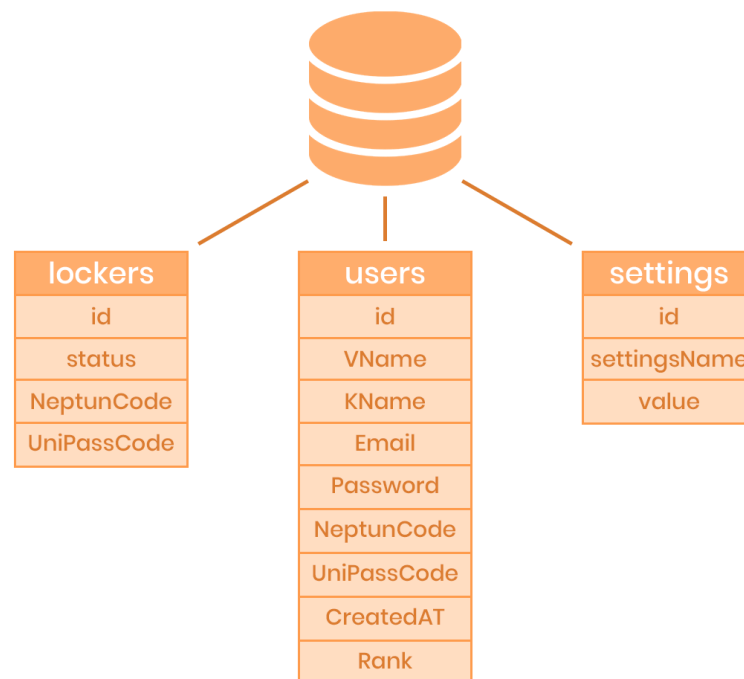 lockers
id
status
NeptunCode
UniPassCode
users
id
VName
KName
Email
Password
NeptunCode
UniPassCode
CreatedAT
Rank
settings
id
settingsName
value